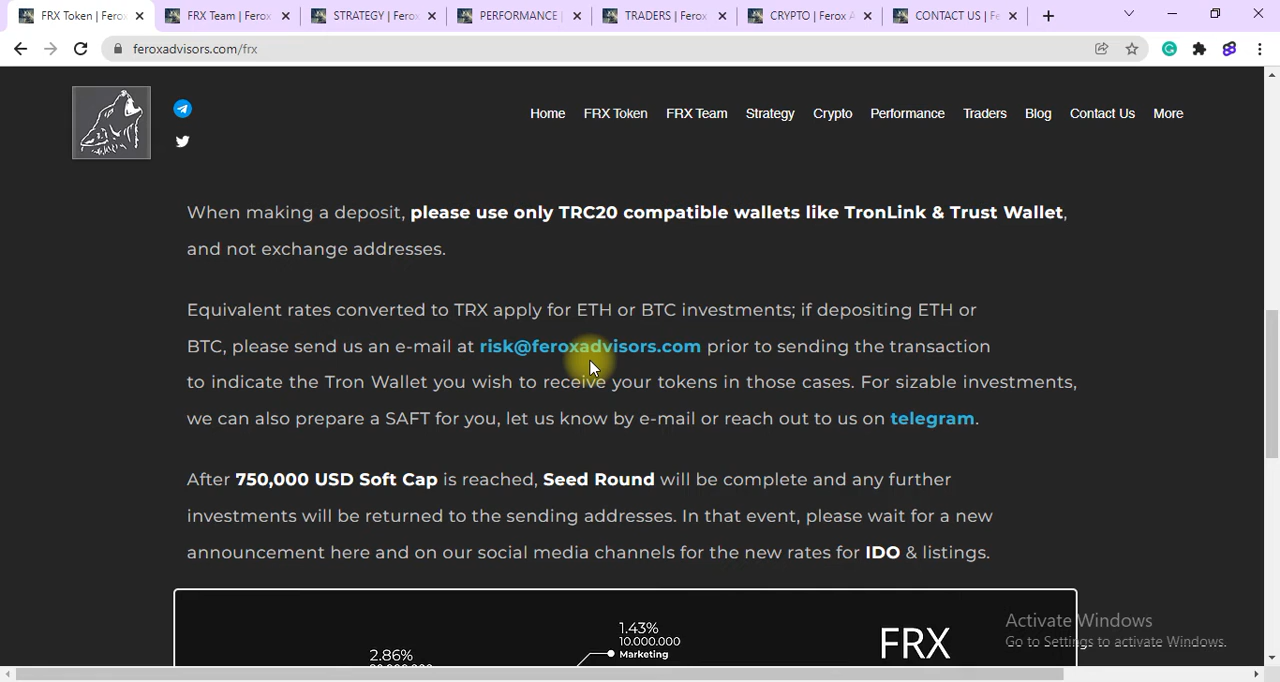 FRX Token | Ferox
FRX Team | Ferox
STRATEGY | Ferox
PERFORMANCE |
TRADERS | Ferox
CRYPTO | Ferox A
CONTACT US | Fe
feroxadvisors.com/frx
Home FRX Token FRX Team Strategy Crypto Performance Traders Blog Contact Us More
When making a deposit, please use only TRC20 compatible wallets like TronLink & Trust Wallet,
and not exchange addresses.
Equivalent rates converted to TRX apply for ETH or BTC investments; if depositing ETH or
BTC, please send us an e-mail at risk@feroxadvisors.com prior to sending the transaction
to indicate the Tron Wallet you wish to receive your tokens in those cases. For sizable investments,
we can also prepare a SAFT for you, let us know by e-mail or reach out to us on telegram.
After 750,000 USD Soft Cap is reached, Seed Round will be complete and any further
investments will be returned to the sending addresses. In that event, please wait for a new
announcement here and on our social media channels for the new rates for IDO & listings.
1.43%
10.000.000
Marketing
2.86%
FRX
Activate Windows
Go to Settings to activate Windows.